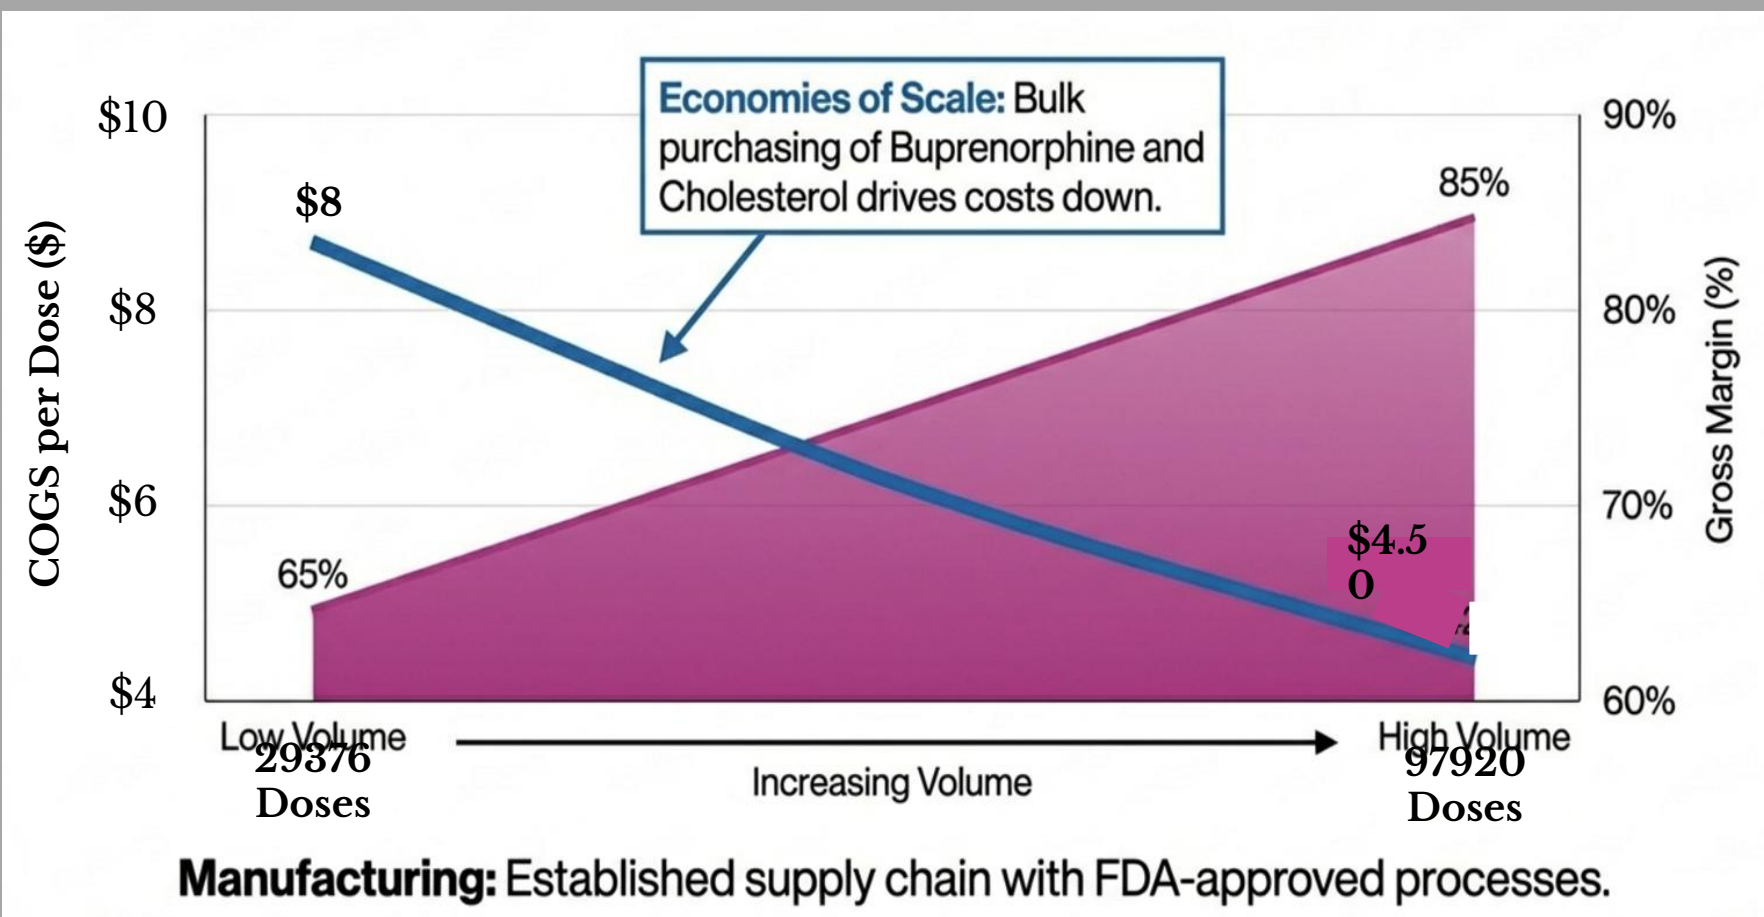 Economies of Scale: Bulk
purchasing of Buprenorphine and
Cholesterol drives costs down.
$10
$8
$6
$4
COGS per Dose ($)
$8
65%
85%
$4.5
0
90%
80%
70%
60%
Gross Margin (%)
Low Volume
29376
Doses
Increasing Volume
High Volume
97920
Doses
Manufacturing: Established supply chain with FDA-approved processes.